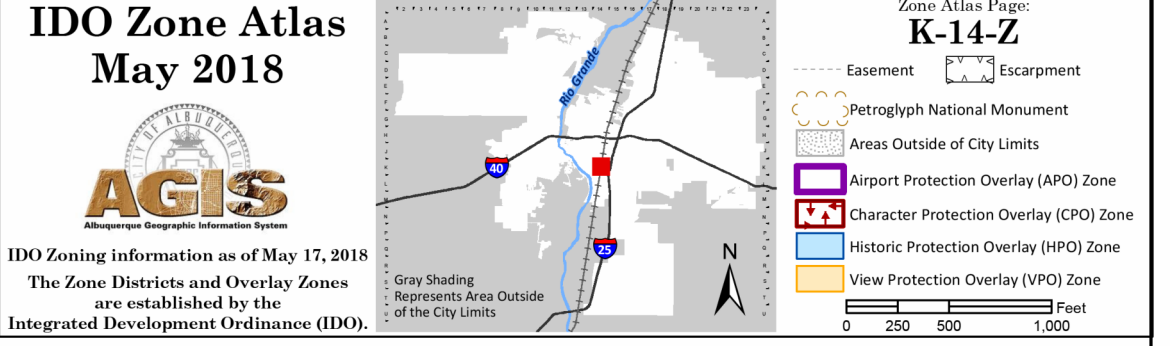 IDO Zone Atlas
May 2018
CITY OF ALBUQUERQUE
AGIS
Albuquerque Geographic Information System
IDO Zoning information as of May 17, 2018
The Zone Districts and Overlay Zones
are established by the
Integrated Development Ordinance (IDO).
Rio Grande
40
25
N
Gray Shading
Represents Area Outside
of the City Limits
Zone Atlas Page:
K-14-Z
Easement
Escarpment
Petroglyph National Monument
Areas Outside of City Limits
Airport Protection Overlay (APO) Zone
Character Protection Overlay (CPO) Zone
Historic Protection Overlay (HPO) Zone
View Protection Overlay (VPO) Zone
Feet
0 250 500 1,000